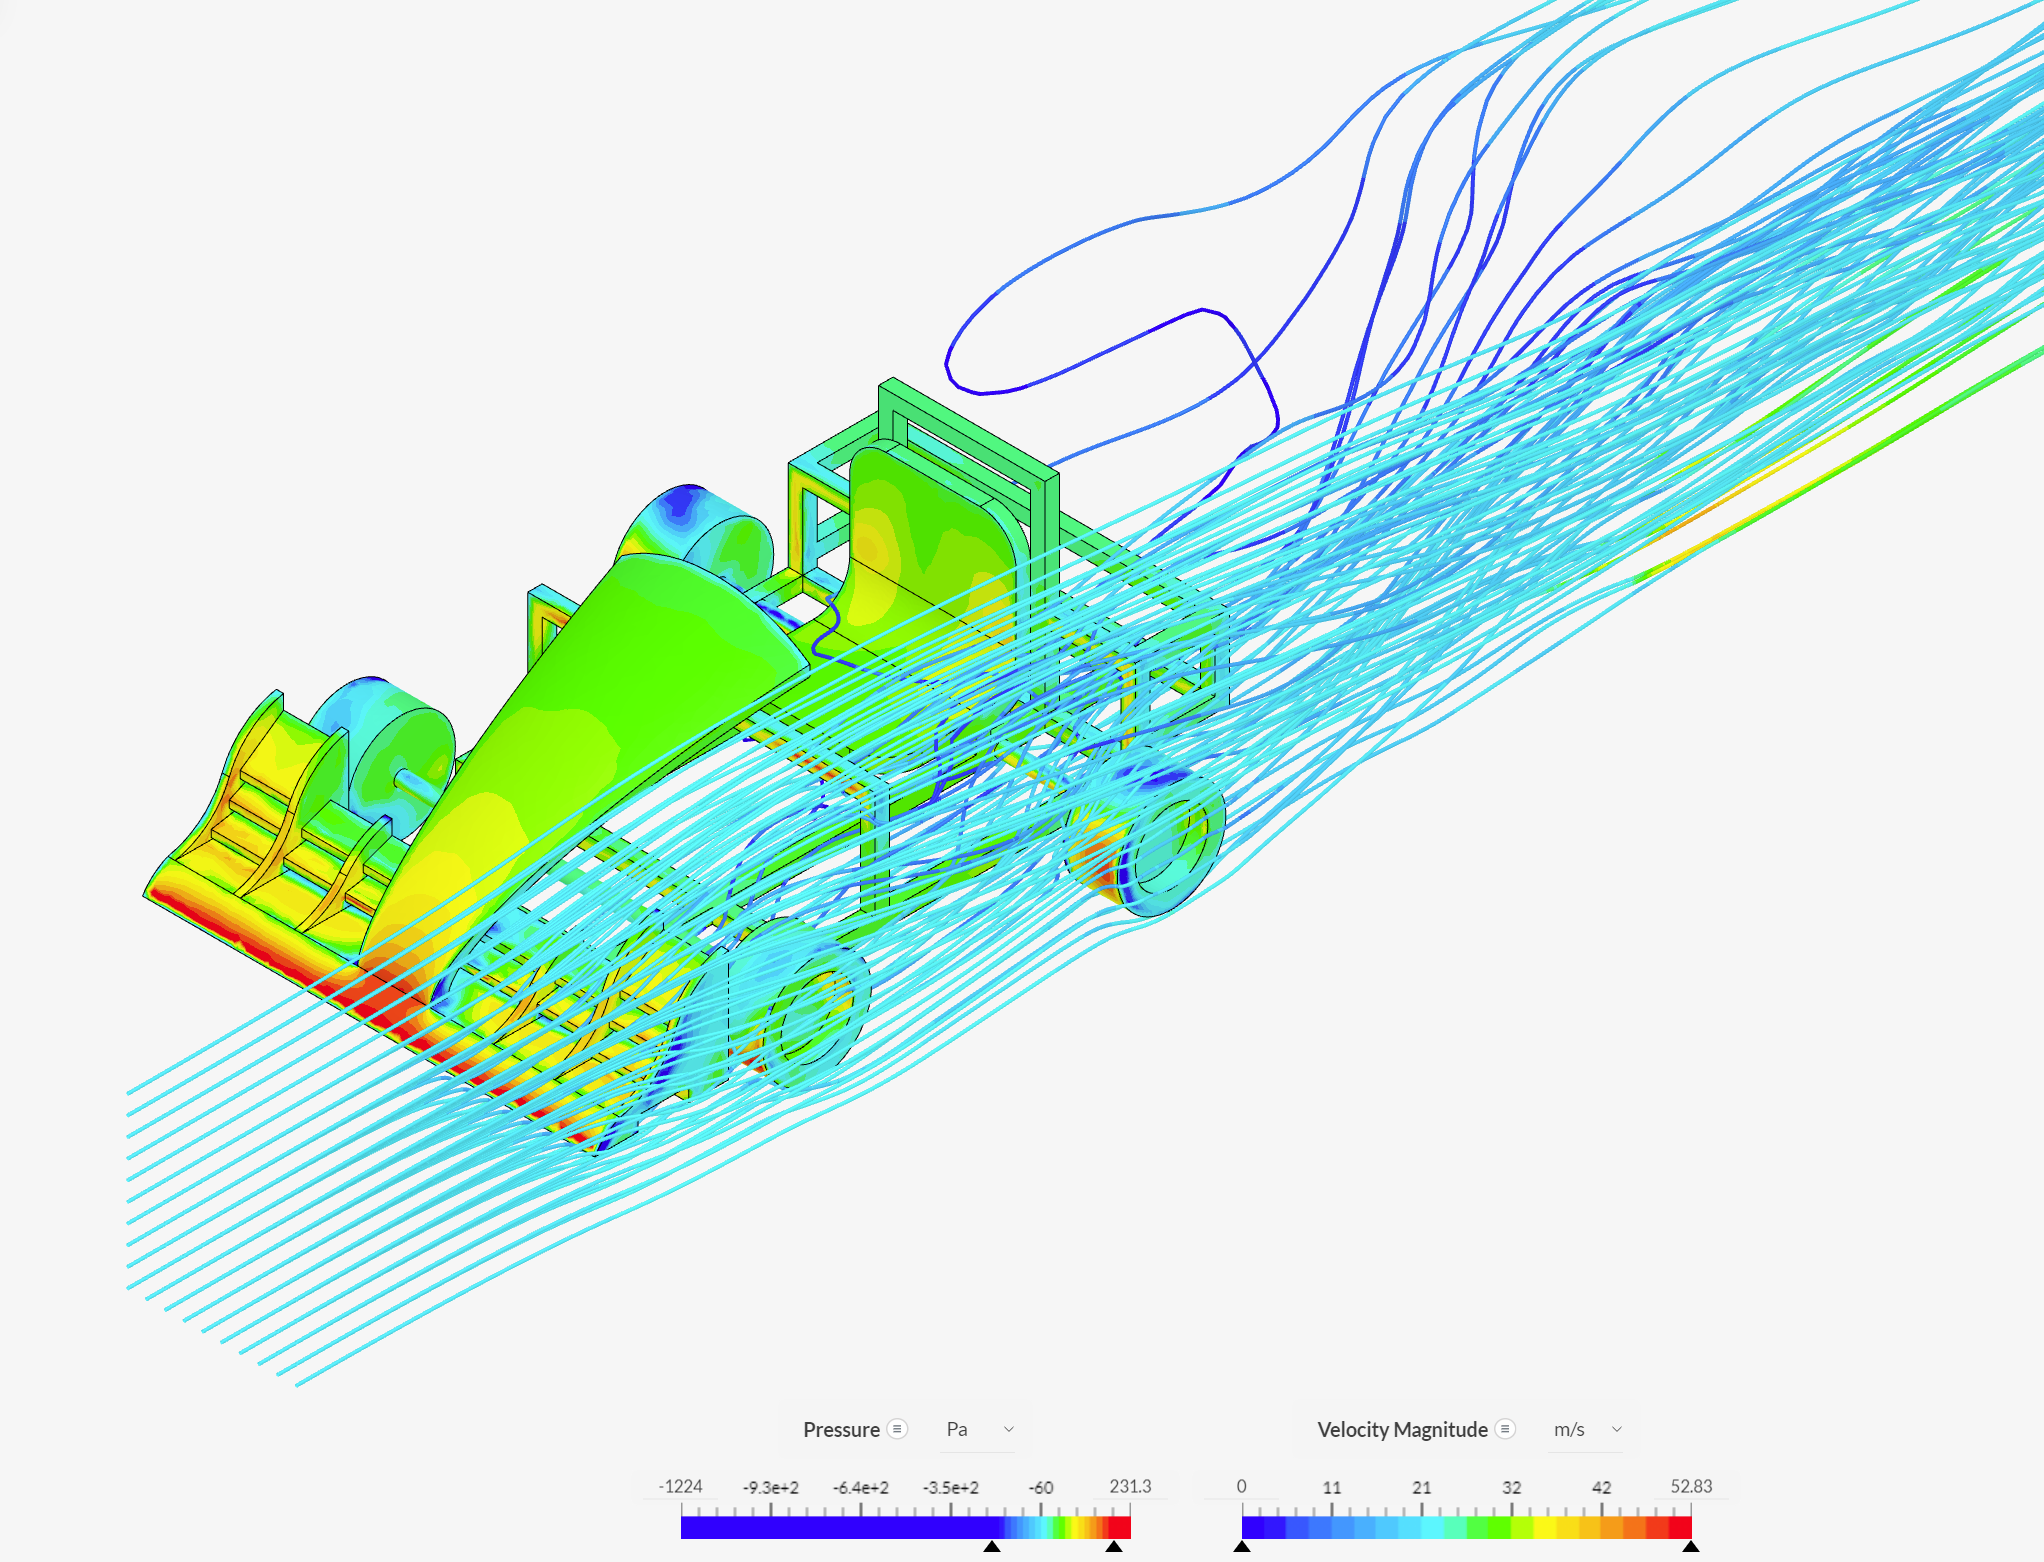 Pressure Pa
Velocity Magnitude m/s
-1224 -9.3e+2 -6.4e+2 -3.5e+2 -60 231.3
0 11 21 32 42 52.83